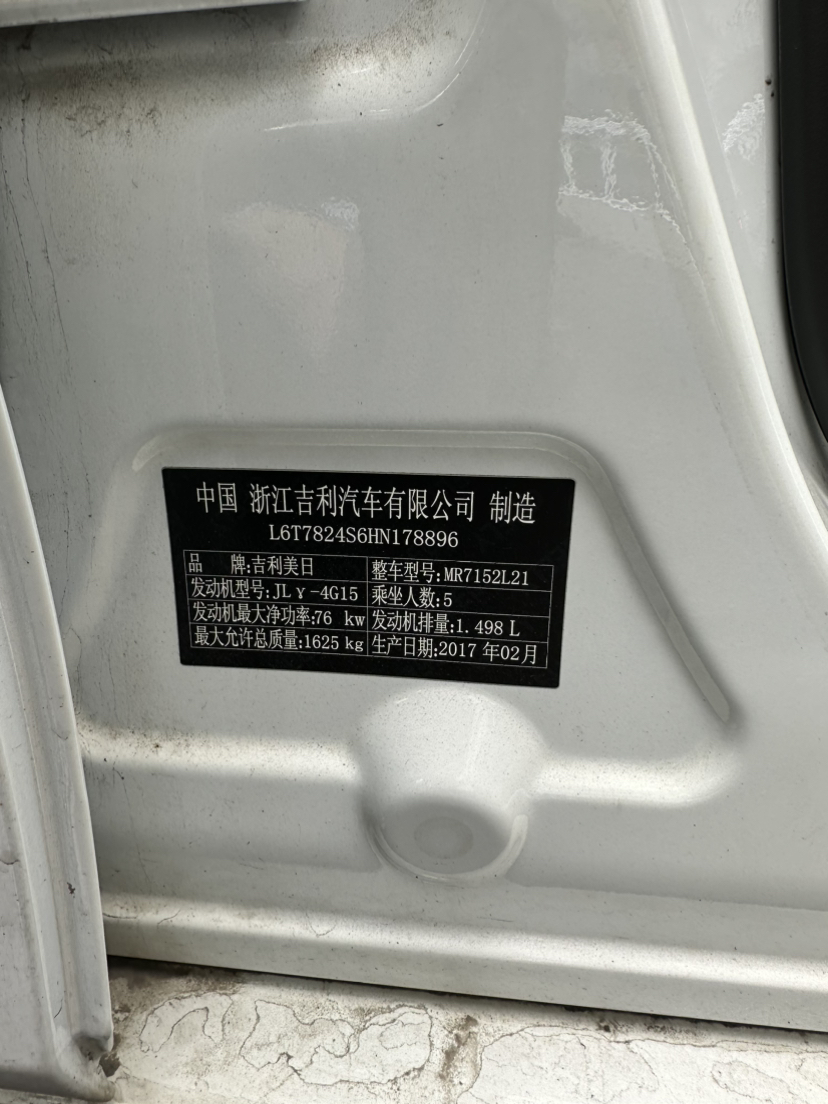 中国 浙江吉利汽车有限公司 制造
L6T7824S6HN178896
品 牌:吉利美日 整车型号:MR7152L21
发动机型号:JLγ-4G15 乘坐人数:5
发动机最大净功率:76 kw 发动机排量:1.498 L
最大允许总质量:1625 kg 生产日期:2017 年02月